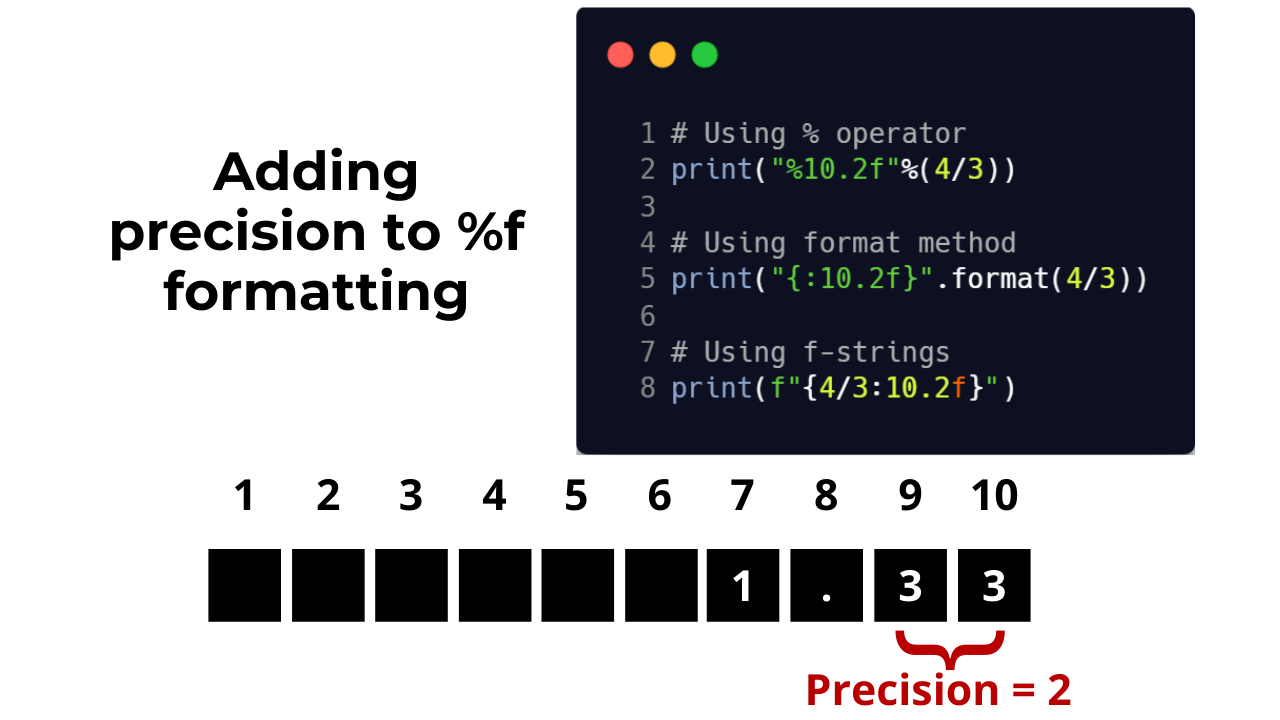 Adding
precision to %f
formatting
1 # Using % operator
2 print("%10.2f"%(4/3))
3
4 # Using format method
5 print("{:10.2f}".format(4/3))
6
7 # Using f-strings
8 print(f"{4/3:10.2f}")
1 2 3 4 5 6 7 8 9 10
1 . 3 3
Precision = 2